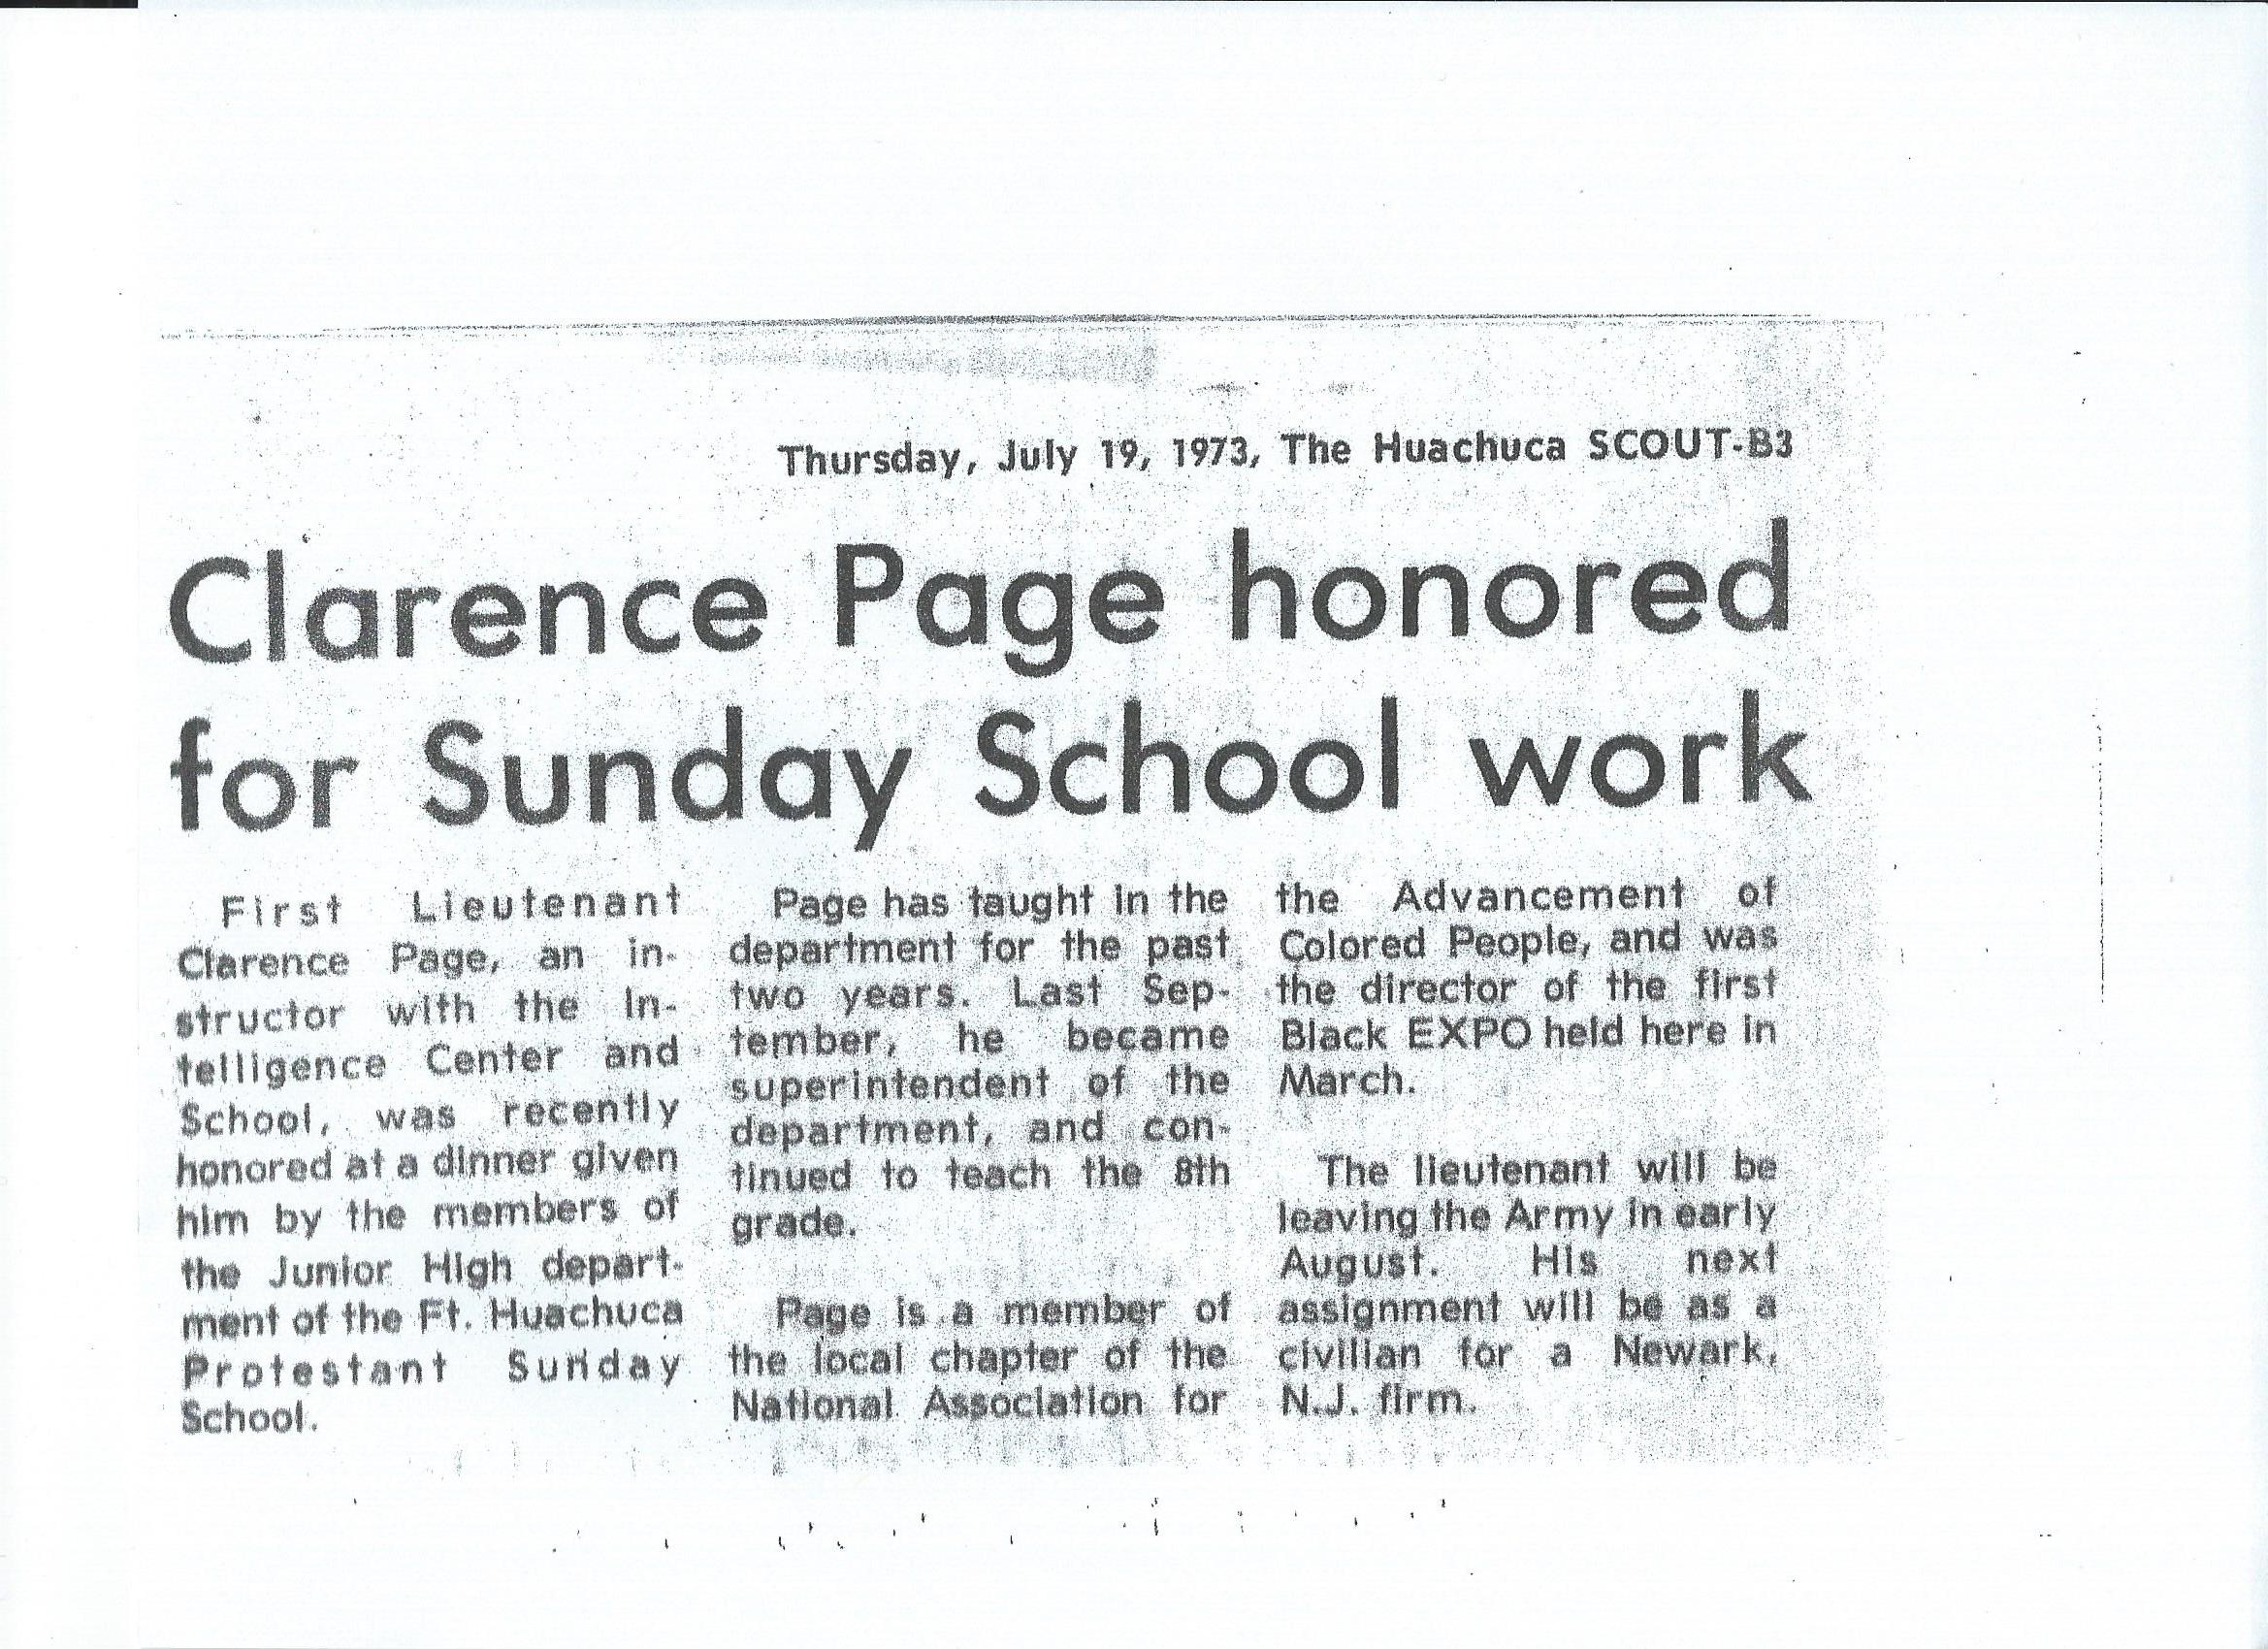 Thursday, July 19, 1973, The Huachuca SCOUT-B3
Clarence Page honored
for Sunday School work
First Lieutenant
Clarence Page, an in-
structor with the In-
telligence Center and
School, was recently
honored at a dinner given
him by the members of
the Junior High depart-
ment of the Ft. Huachuca
Protestant Sunday
School.
Page has taught in the
department for the past
two years. Last Sep-
tember, he became
superintendent of the
department, and con-
tinued to teach the 8th
grade.
Page is a member of
the local chapter of the
National Association for
the Advancement of
Colored People, and was
the director of the first
Black EXPO held here in
March.
The lieutenant will be
leaving the Army in early
August. His next
assignment will be as a
civilian for a Newark,
N.J. firm.